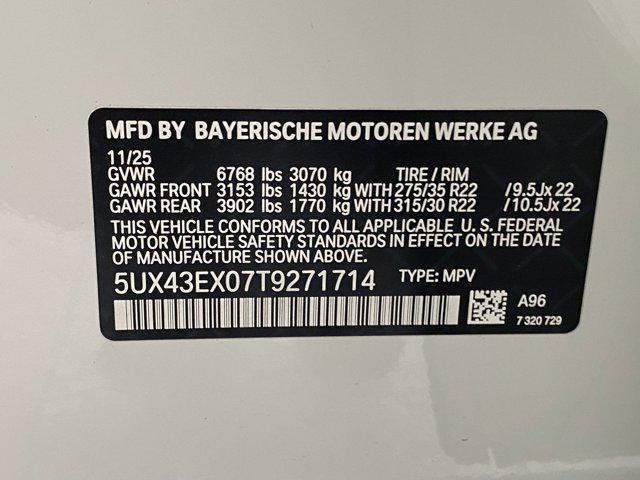 MFD BY BAYERISCHE MOTOREN WERKE AG
11/25
GVWR 6768 lbs 3070 kg TIRE / RIM
GAWR FRONT 3153 lbs 1430 kg WITH 275/35 R22 /9.5Jx 22
GAWR REAR 3902 lbs 1770 kg WITH 315/30 R22 /10.5Jx 22
THIS VEHICLE CONFORMS TO ALL APPLICABLE U. S. FEDERAL
MOTOR VEHICLE SAFETY STANDARDS IN EFFECT ON THE DATE
OF MANUFACTURE SHOWN ABOVE.
5UX43EX07T9271714 TYPE: MPV
A96
7 320 729